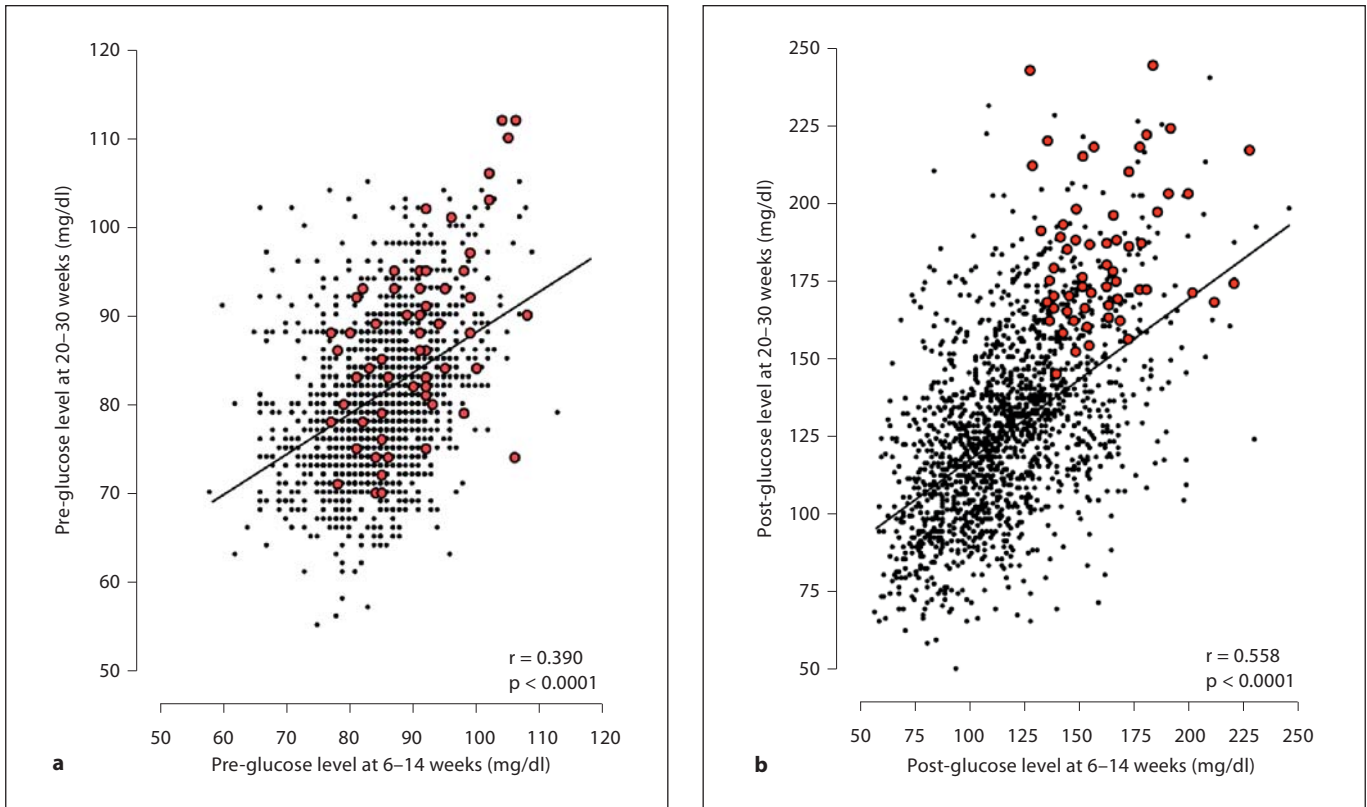 120
110
100
90
80
70
60
50
Pre-glucose level at 20–30 weeks (mg/dl)
r = 0.390
p < 0.0001
50 60 70 80 90 100 110 120
Pre-glucose level at 6–14 weeks (mg/dl)
a
250
225
200
175
150
125
100
75
50
Post-glucose level at 20–30 weeks (mg/dl)
r = 0.558
p < 0.0001
50 75 100 125 150 175 200 225 250
Post-glucose level at 6–14 weeks (mg/dl)
b